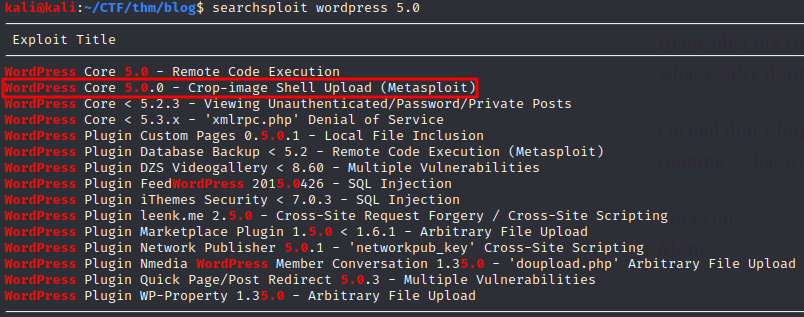 kali@kali:~/CTF/thm/blog$ searchsploit wordpress 5.0
Exploit Title
WordPress Core 5.0 - Remote Code Execution
WordPress Core 5.0.0 - Crop-image Shell Upload (Metasploit)
WordPress Core < 5.2.3 - Viewing Unauthenticated/Password/Private Posts
WordPress Core < 5.3.x - 'xmlrpc.php' Denial of Service
WordPress Plugin Custom Pages 0.5.0.1 - Local File Inclusion
WordPress Plugin Database Backup < 5.2 - Remote Code Execution (Metasploit)
WordPress Plugin DZS Videogallery < 8.60 - Multiple Vulnerabilities
WordPress Plugin FeedWordPress 2015.0426 - SQL Injection
WordPress Plugin iThemes Security < 7.0.3 - SQL Injection
WordPress Plugin leenk.me 2.5.0 - Cross-Site Request Forgery / Cross-Site Scripting
WordPress Plugin Marketplace Plugin 1.5.0 < 1.6.1 - Arbitrary File Upload
WordPress Plugin Network Publisher 5.0.1 - 'networkpub_key' Cross-Site Scripting
WordPress Plugin Nmedia WordPress Member Conversation 1.35.0 - 'doupload.php' Arbitrary File Upload
WordPress Plugin Quick Page/Post Redirect 5.0.3 - Multiple Vulnerabilities
WordPress Plugin WP-Property 1.35.0 - Arbitrary File Upload